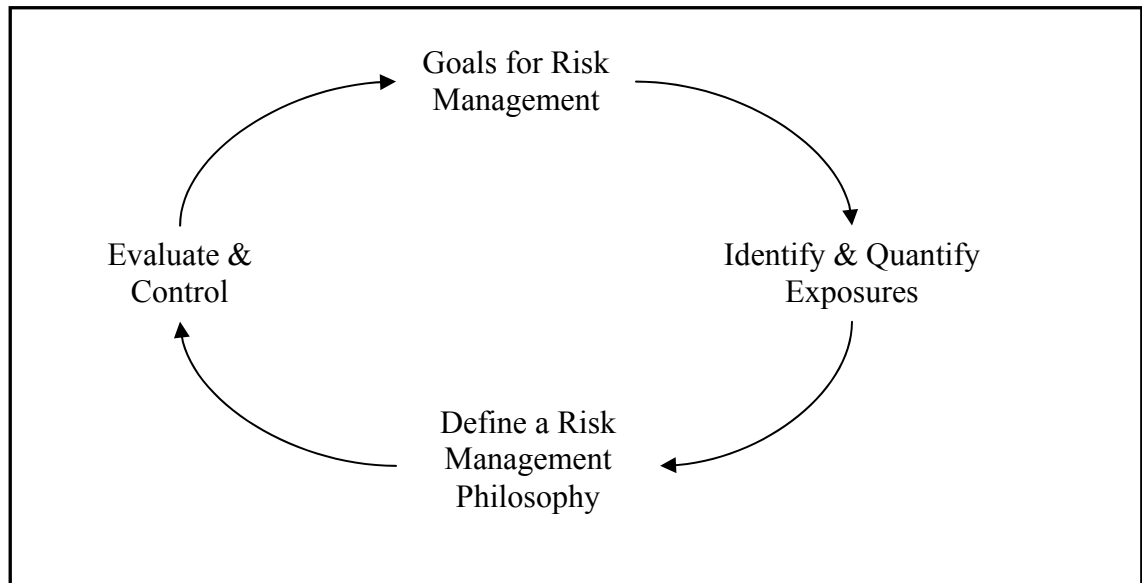 Goals for Risk
Management
Identify & Quantify
Exposures
Define a Risk
Management
Philosophy
Evaluate &
Control